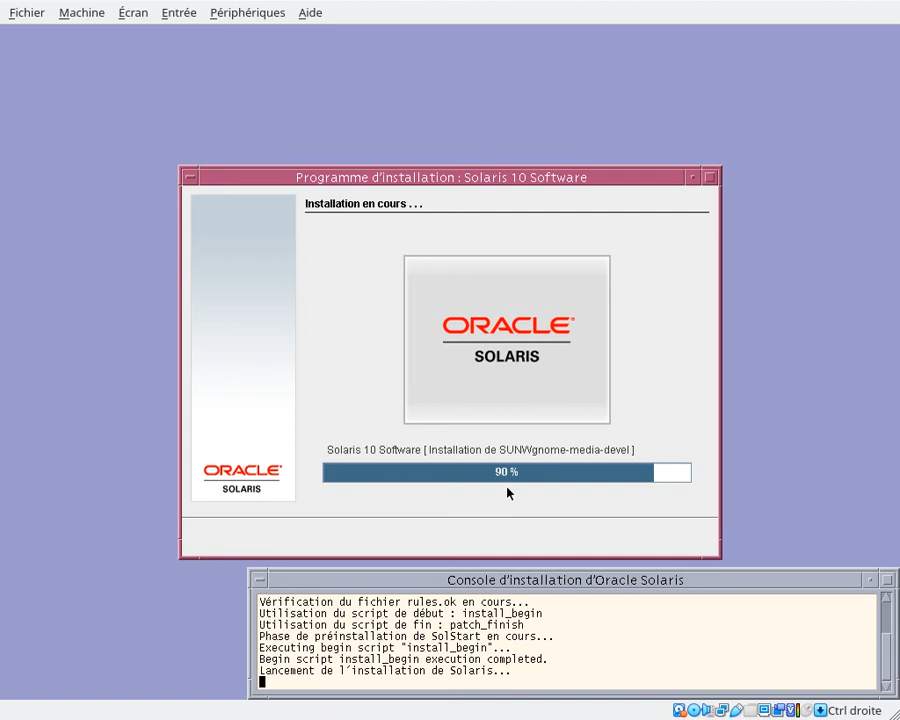 Fichier Machine Écran Entrée Périphériques Aide
Programme d'installation : Solaris 10 Software
Installation en cours . . .
ORACLE
SOLARIS
Solaris 10 Software [ Installation de SUNWgnome-media-devel ]
90 %
ORACLE
SOLARIS
Console d'installation d'Oracle Solaris
Vérification du fichier rules.ok en cours...
Utilisation du script de début : install_begin
Utilisation du script de fin : patch_finish
Phase de préinstallation de SolStart en cours...
Executing begin script "install_begin"...
Begin script install_begin execution completed.
Lancement de l´installation de Solaris...
Ctrl droite